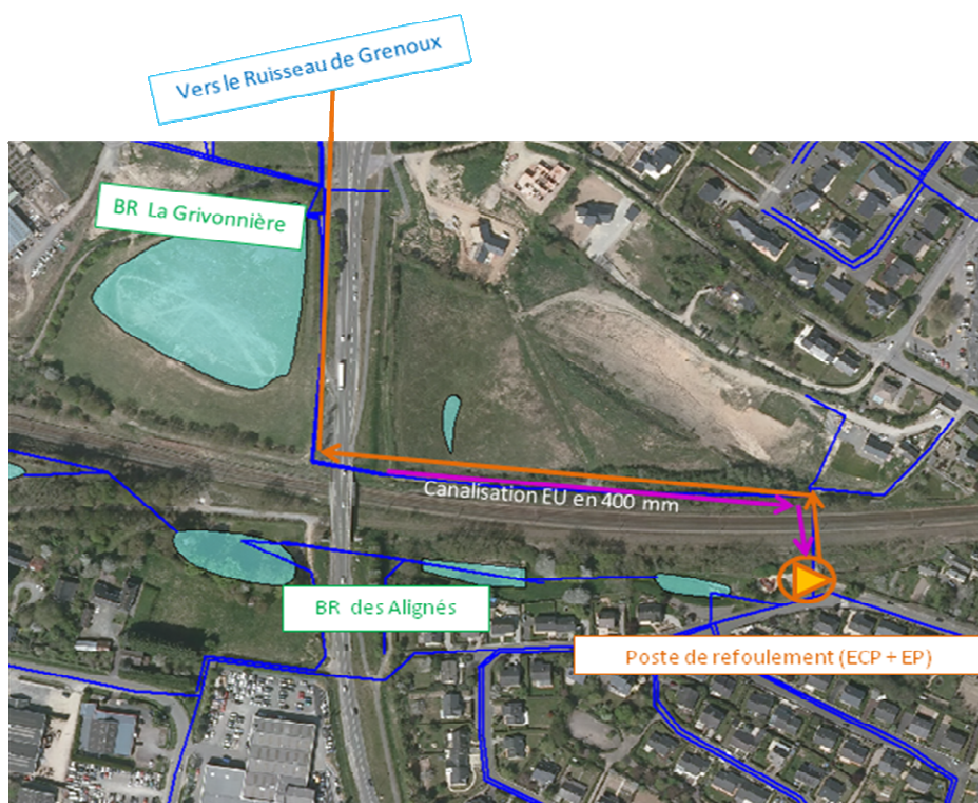 Vers le Ruisseau de Grenoux
BR La Grivonnière
Canalisation EU en 400 mm
BR des Alignés
Poste de refoulement (ECP + EP)